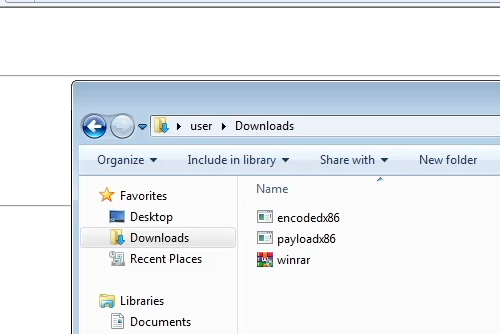 user Downloads
Organize Include in library Share with New folder
Favorites
Desktop
Downloads
Recent Places
Libraries
Documents
Name
encodedx86
payloadx86
winrar